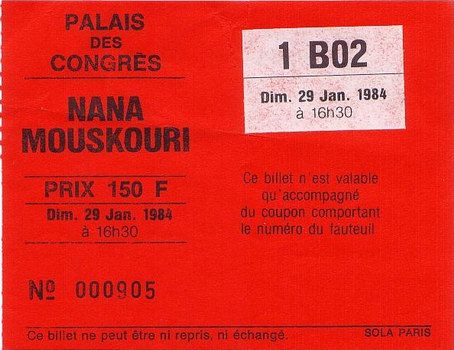 PALAIS
DES
CONGRÈS
NANA
MOUSKOURI
PRIX 150 F
Dim. 29 Jan. 1984
à 16h30
Nº 000905
1 B02
Dim. 29 Jan. 1984
à 16h30
Ce billet n'est valable
qu'accompagné
du coupon comportant
le numéro du fauteuil
Ce billet ne peut être ni repris, ni échangé.
SOLA PARIS